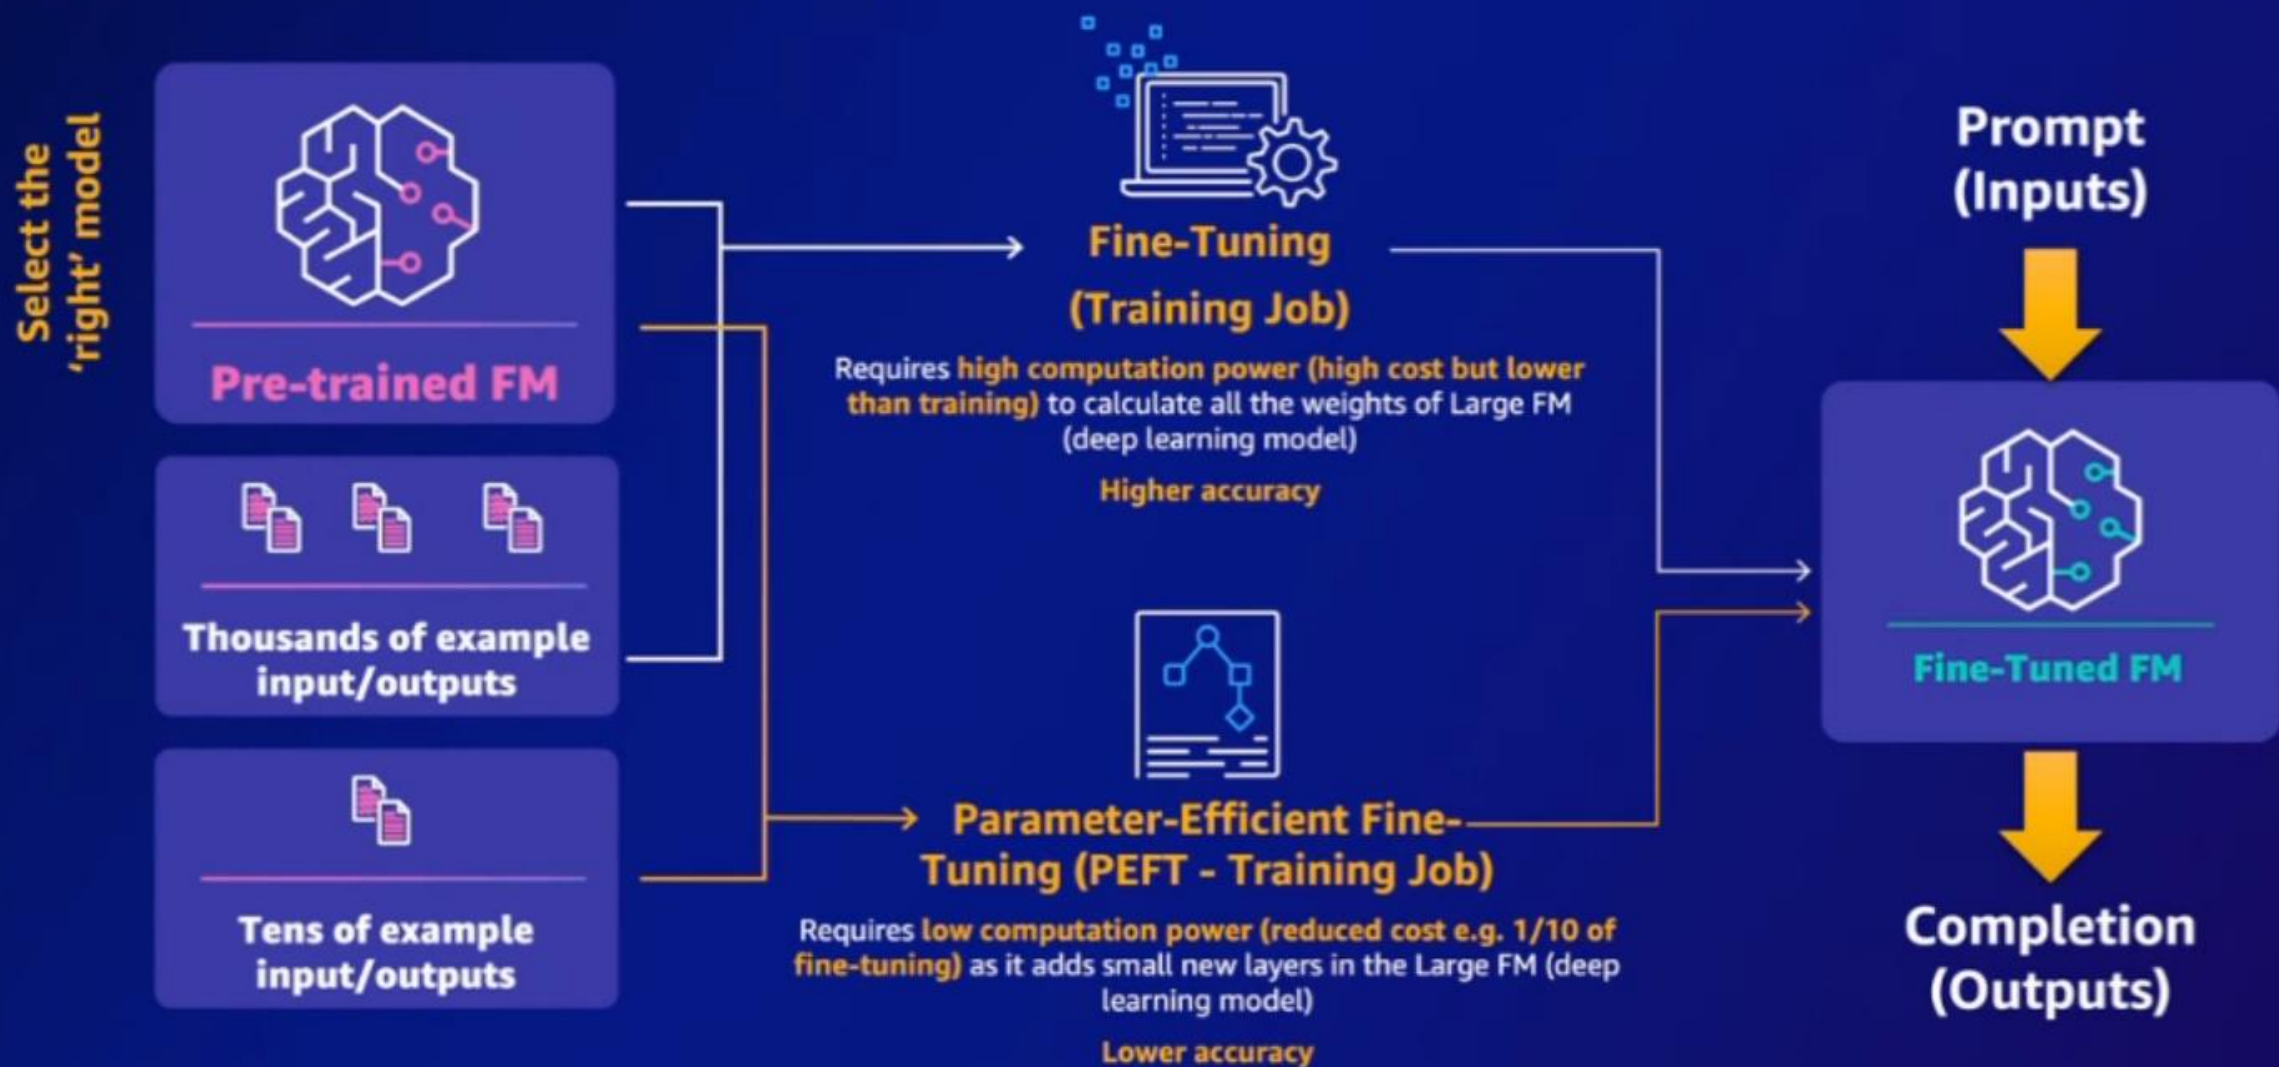 Select the
'right' model
Pre-trained FM
Thousands of example
input/outputs
Tens of example
input/outputs
Fine-Tuning
(Training Job)
Requires high computation power (high cost but lower
than training) to calculate all the weights of Large FM
(deep learning model)
Higher accuracy
Parameter-Efficient Fine-
Tuning (PEFT - Training Job)
Requires low computation power (reduced cost e.g. 1/10 of
fine-tuning) as it adds small new layers in the Large FM (deep
learning model)
Lower accuracy
Prompt
(Inputs)
Fine-Tuned FM
Completion
(Outputs)